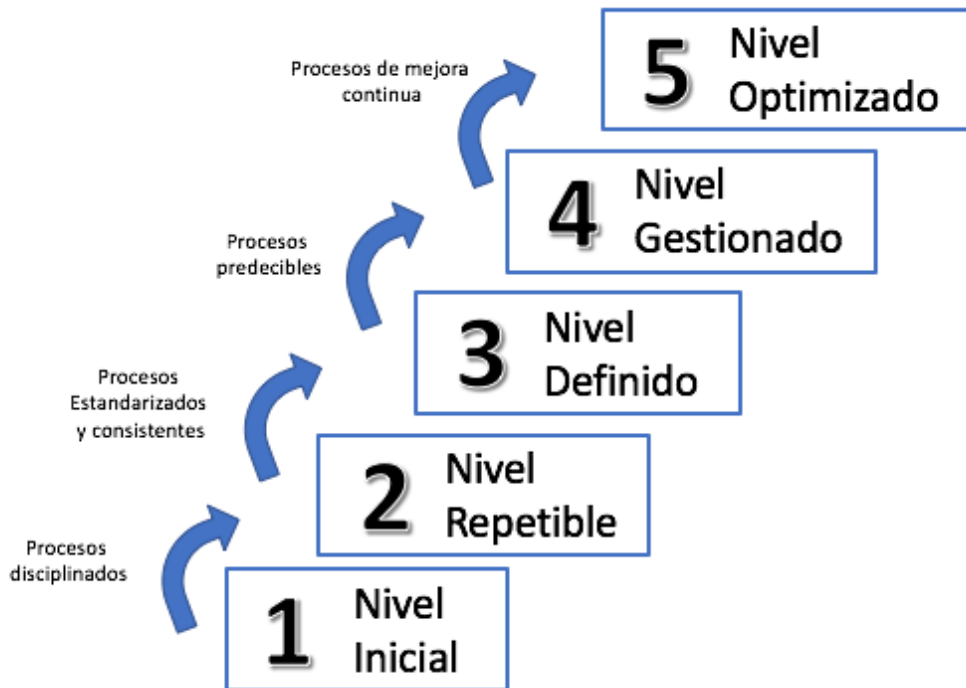 Procesos de mejora
continua
5
Nivel
Optimizado
Procesos
predecibles
4
Nivel
Gestionado
Procesos
Estandarizados
y consistentes
3
Nivel
Definido
Procesos
disciplinados
2
Nivel
Repetible
1
Nivel
Inicial